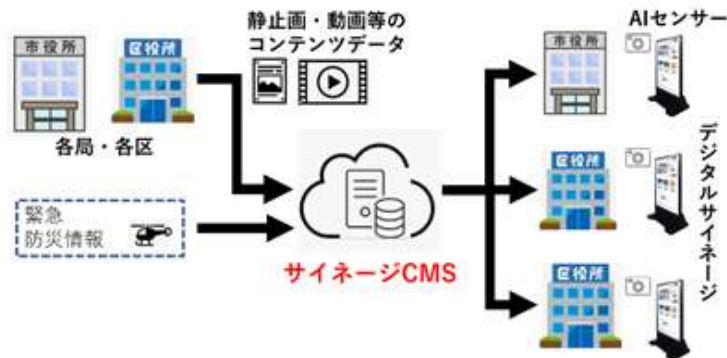 静止画・動画等の
コンテンツデータ
AIセンサー
市役所
区役所
各局・各区
緊急
防災情報
サイネージCMS
市役所
区役所
区役所
デジタルサイネージ